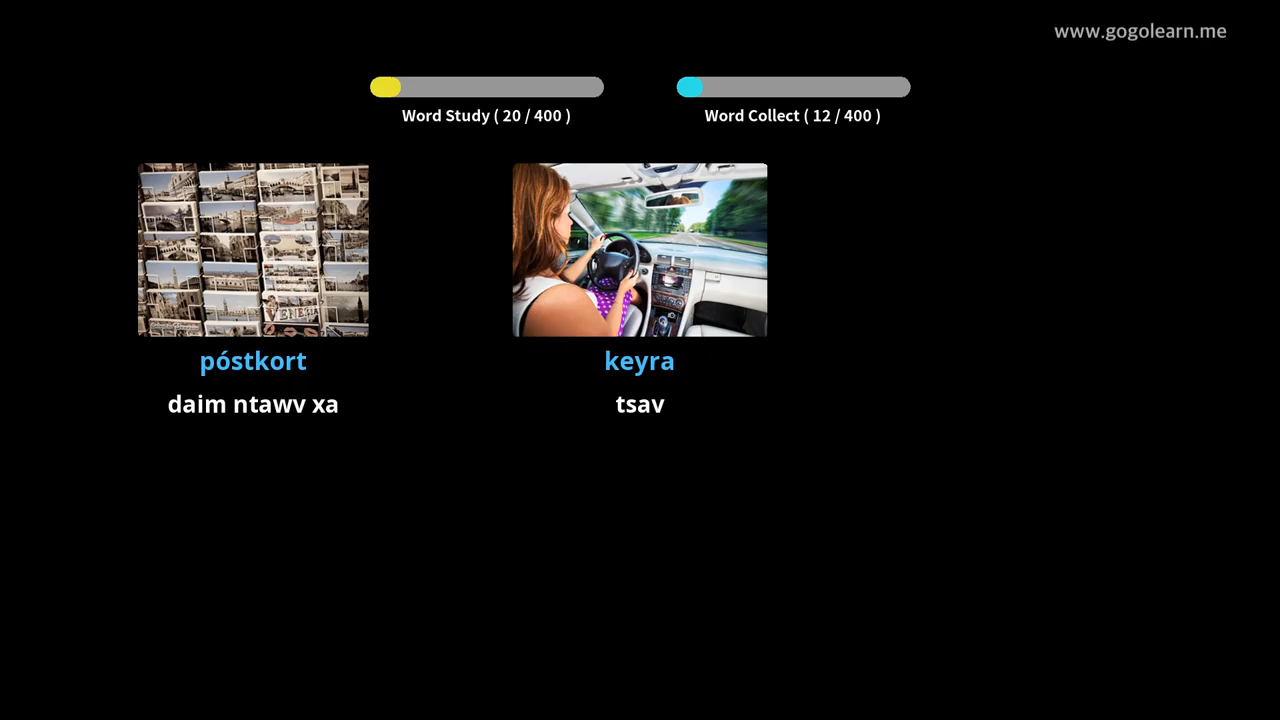 www.gogolearn.me
Word Study ( 20 / 400 )
Word Collect ( 12 / 400 )
póstkort
keyra
daim ntawv xa
tsav